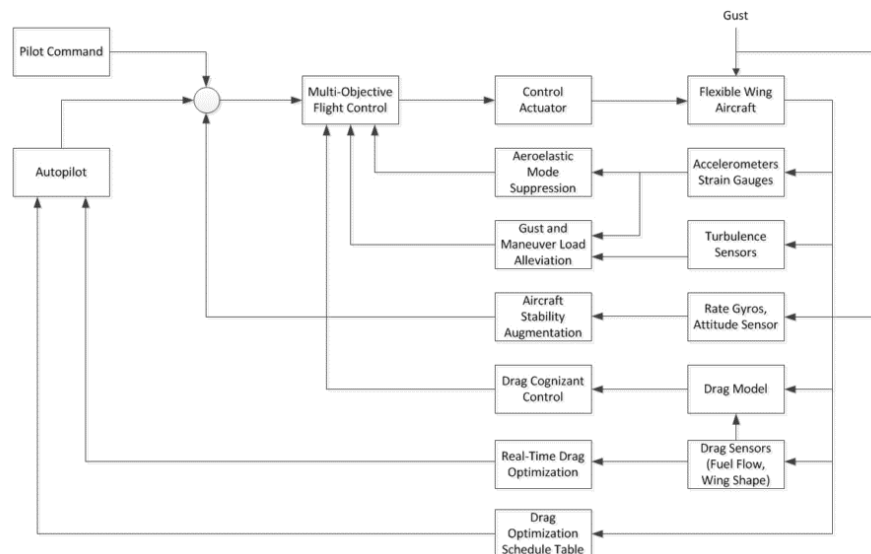 Gust
Pilot Command
Multi-Objective
Flight Control
Control
Actuator
Flexible Wing
Aircraft
Autopilot
Aeroelastic
Mode
Suppression
Accelerometers
Strain Gauges
Gust and
Maneuver Load
Alleviation
Turbulence
Sensors
Aircraft
Stability
Augmentation
Rate Gyros,
Attitude Sensor
Drag Cognizant
Control
Drag Model
Real-Time Drag
Optimization
Drag Sensors
(Fuel Flow,
Wing Shape)
Drag
Optimization
Schedule Table